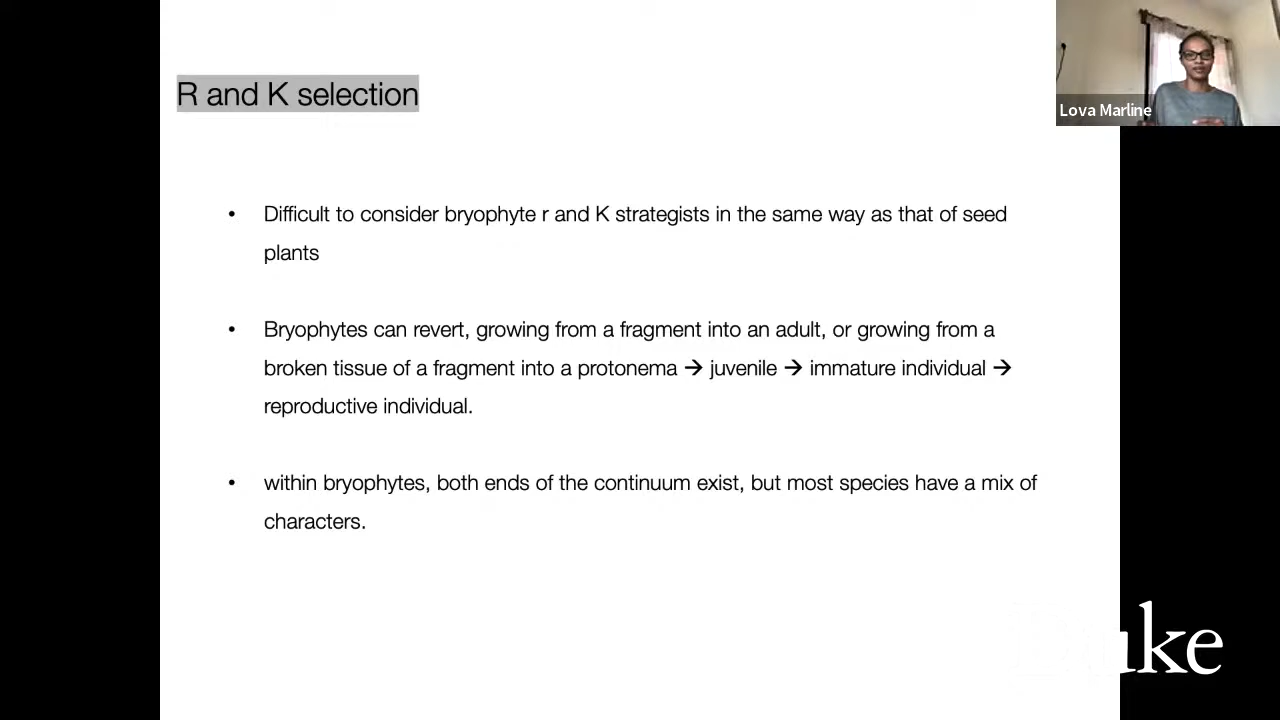 R and K selection
Lova Marline
• Difficult to consider bryophyte r and K strategists in the same way as that of seed
plants
• Bryophytes can revert, growing from a fragment into an adult, or growing from a
broken tissue of a fragment into a protonema → juvenile → immature individual →
reproductive individual.
• within bryophytes, both ends of the continuum exist, but most species have a mix of
characters.
Duke